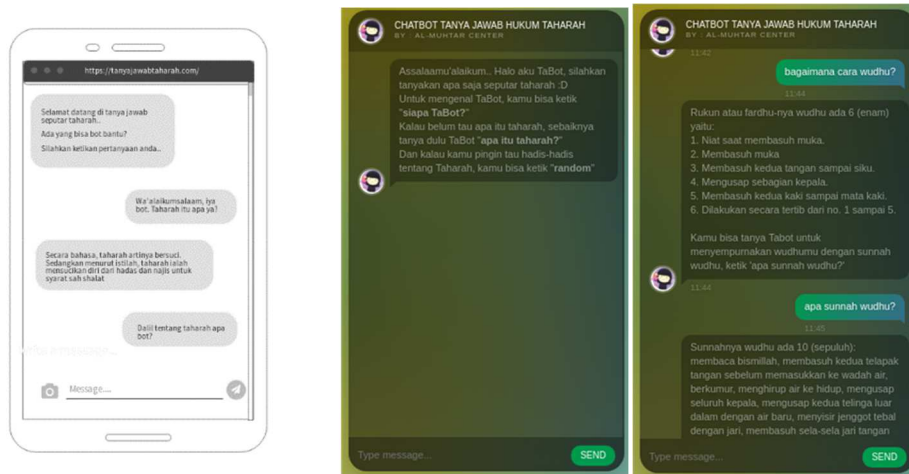 https://tanyajawabtaharah.com/
Selamat datang di tanya jawab
seputar taharah..
Ada yang bisa bot bantu?
Silahkan ketikan pertanyaan anda..
Wa'alaikumsalaam, iya
bot. Taharah itu apa ya?
Secara bahasa, taharah artinya bersuci.
Sedangkan menurut istilah, taharah ialah
mensucikan diri dari hadas dan najis untuk
syarat sah shalat
Dalil tentang taharah apa
bot?
Message....
CHATBOT TANYA JAWAB HUKUM TAHARAH
BY : AL-MUHTAR CENTER
Assalaamu'alaikum.. Halo aku TaBot, silahkan
tanyakan apa saja seputar taharah :D
Untuk mengenal TaBot, kamu bisa ketik
"siapa TaBot?"
Kalau belum tau apa itu taharah, sebaiknya
tanya dulu TaBot "apa itu taharah?"
Dan kalau kamu pingin tau hadis-hadis
tentang Taharah, kamu bisa ketik "random"
Type message...
SEND
CHATBOT TANYA JAWAB HUKUM TAHARAH
BY : AL-MUHTAR CENTER
11:42
bagaimana cara wudhu?
11:44
Rukun atau fardhu-nya wudhu ada 6 (enam)
yaitu:
1. Niat saat membasuh muka.
2. Membasuh muka
3. Membasuh kedua tangan sampai siku.
4. Mengusap sebagian kepala.
5. Membasuh kedua kaki sampai mata kaki.
6. Dilakukan secara tertib dari no. 1 sampai 5.
Kamu bisa tanya Tabot untuk
menyempurnakan wudhumu dengan sunnah
wudhu, ketik 'apa sunnah wudhu?'
11:44
apa sunnah wudhu?
11:45
Sunnahnya wudhu ada 10 (sepuluh):
membaca bismillah, membasuh kedua telapak
tangan sebelum memasukkan ke wadah air,
berkumur, menghirup air ke hidup, mengusap
seluruh kepala, mengusap kedua telinga luar
dalam dengan air baru, menyisir jenggot tebal
dengan jari, membasuh sela-sela jari tangan
Type message...
SEND